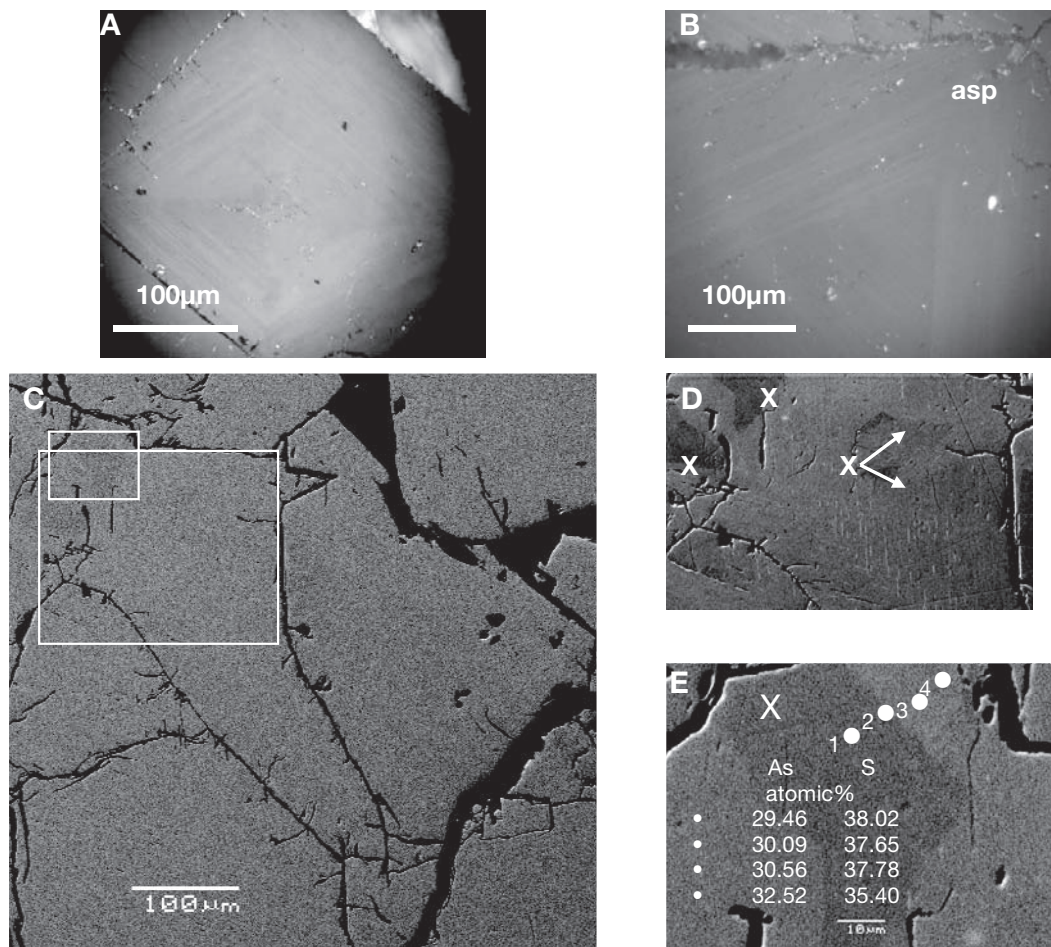 A
100µm
B
asp
100µm
C
100µm
D
X
X
X
E
X
1 2 3 4
As S
atomic%
• 29.46 38.02
• 30.09 37.65
• 30.56 37.78
• 32.52 35.40
10µm